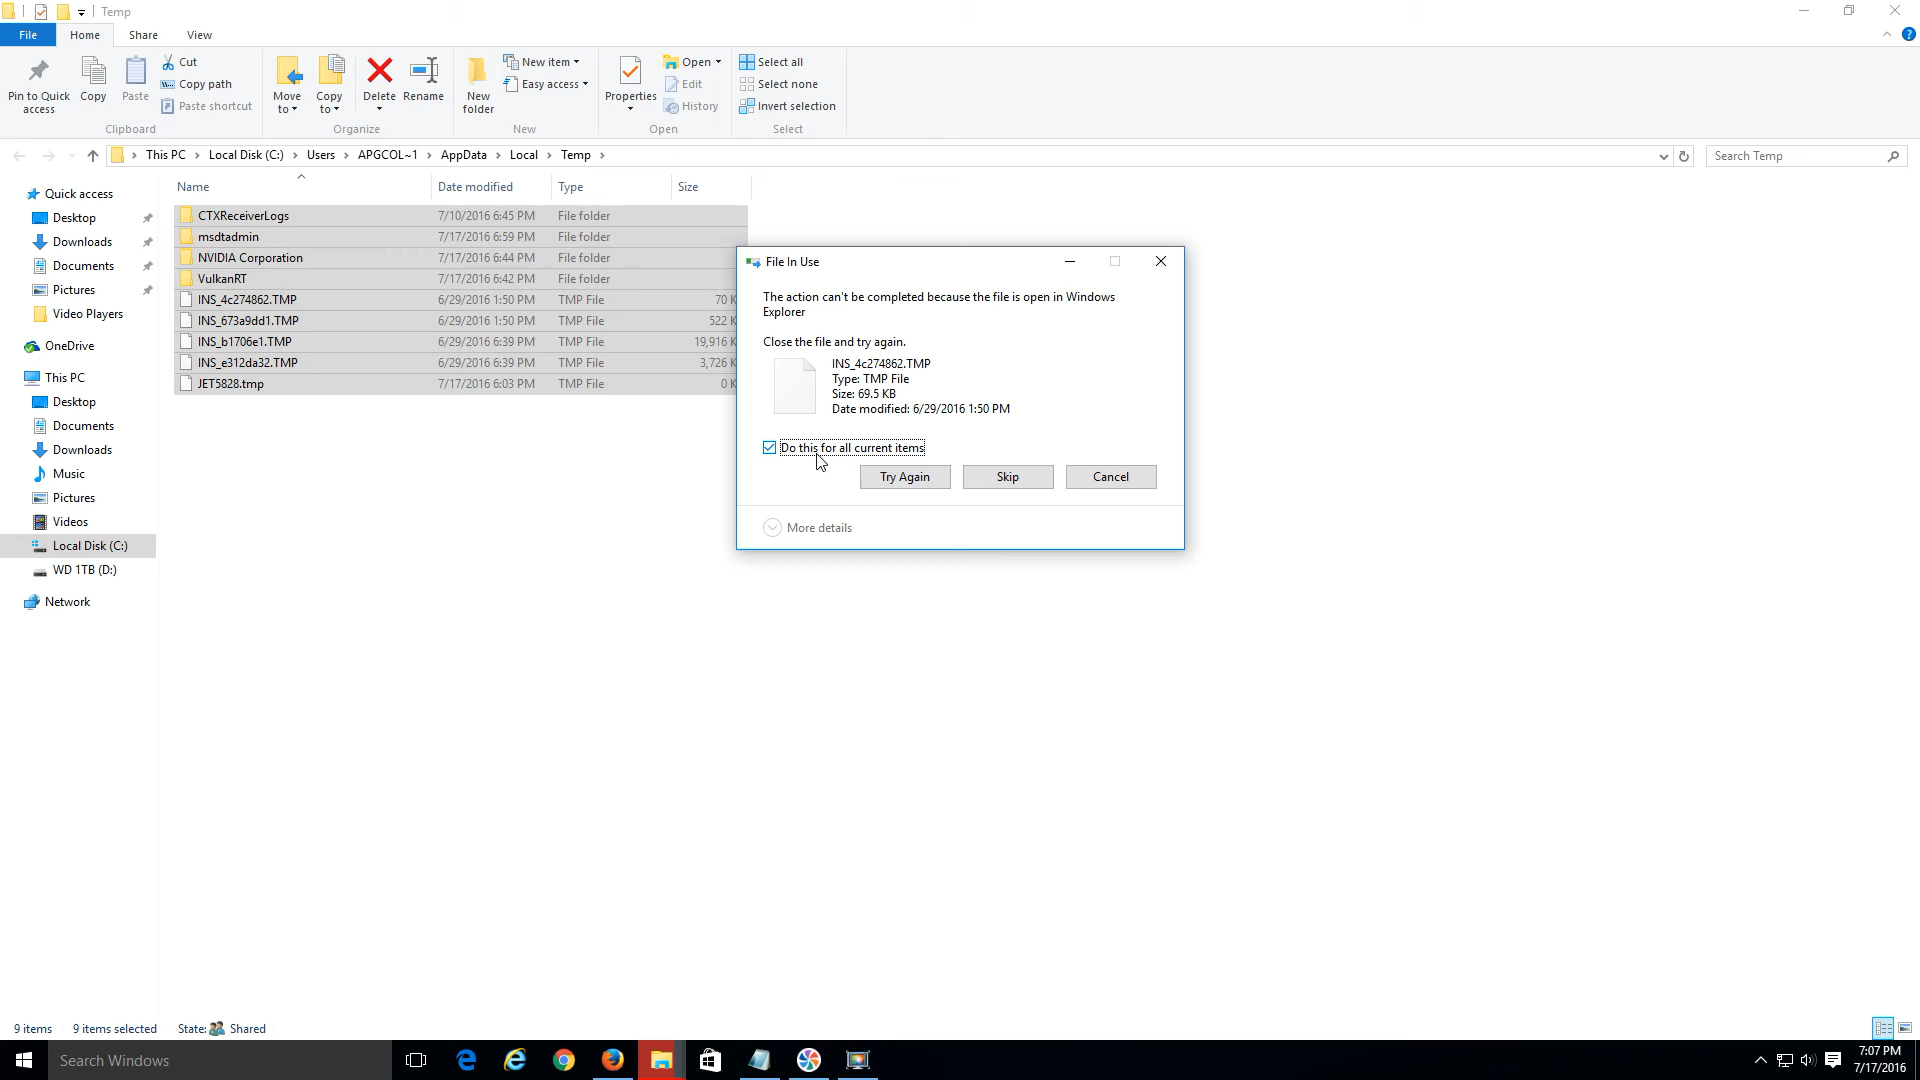 Temp
File
Home
Share
View
Pin to Quick access
Copy
Paste
Cut
Copy path
Paste shortcut
Clipboard
Move to
Copy to
Delete
Rename
Organize
New folder
New item
Easy access
New
Properties
Open
Edit
History
Open
Select all
Select none
Invert selection
Select
This PC
Local Disk (C:)
Users
APGCOL~1
AppData
Local
Temp
Search Temp
Quick access
Desktop
Downloads
Documents
Pictures
Video Players
OneDrive
This PC
Desktop
Documents
Downloads
Music
Pictures
Videos
Local Disk (C:)
WD 1TB (D:)
Network
Name Date modified Type Size
CTXReceiverLogs 7/10/2016 6:45 PM File folder
msdtadmin 7/17/2016 6:59 PM File folder
NVIDIA Corporation 7/17/2016 6:44 PM File folder
VulkanRT 7/17/2016 6:42 PM File folder
INS_4c274862.TMP 6/29/2016 1:50 PM TMP File 70 K
INS_673a9dd1.TMP 6/29/2016 1:50 PM TMP File 522 K
INS_b1706e1.TMP 6/29/2016 6:39 PM TMP File 19,916 K
INS_e312da32.TMP 6/29/2016 6:39 PM TMP File 3,726 K
JET5828.tmp 7/17/2016 6:03 PM TMP File 0 K
File In Use
The action can't be completed because the file is open in Windows
Explorer
Close the file and try again.
INS_4c274862.TMP
Type: TMP File
Size: 69.5 KB
Date modified: 6/29/2016 1:50 PM
Do this for all current items
Try Again
Skip
Cancel
More details
9 items
9 items selected
State: Shared
Search Windows
7:07 PM
7/17/2016